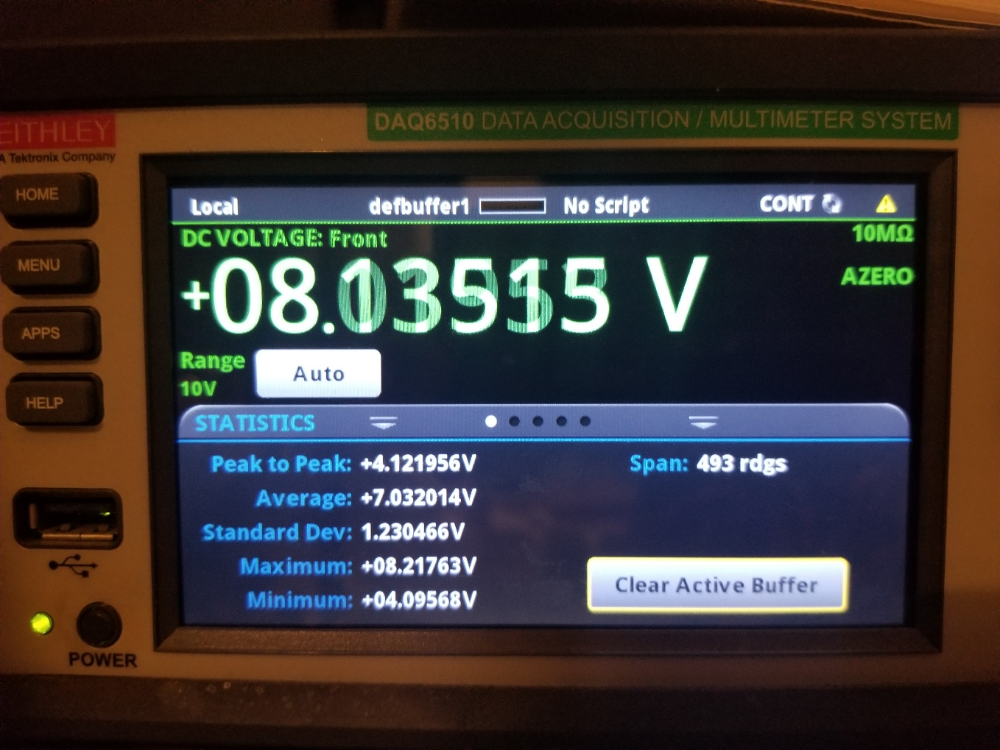 DAQ6510 DATA ACQUISITION / MULTIMETER SYSTEM
EITHLEY
A Tektronix Company
HOME
MENU
APPS
HELP
POWER
Local defbuffer1 No Script CONT
DC VOLTAGE: Front 10MΩ
V
AZERO
Range
10V
Auto
STATISTICS
Peak to Peak: +4.121956V Span: 493 rdgs
Average: +7.032014V
Standard Dev: 1.230466V
Maximum: +08.21763V
Minimum: +04.09568V
Clear Active Buffer